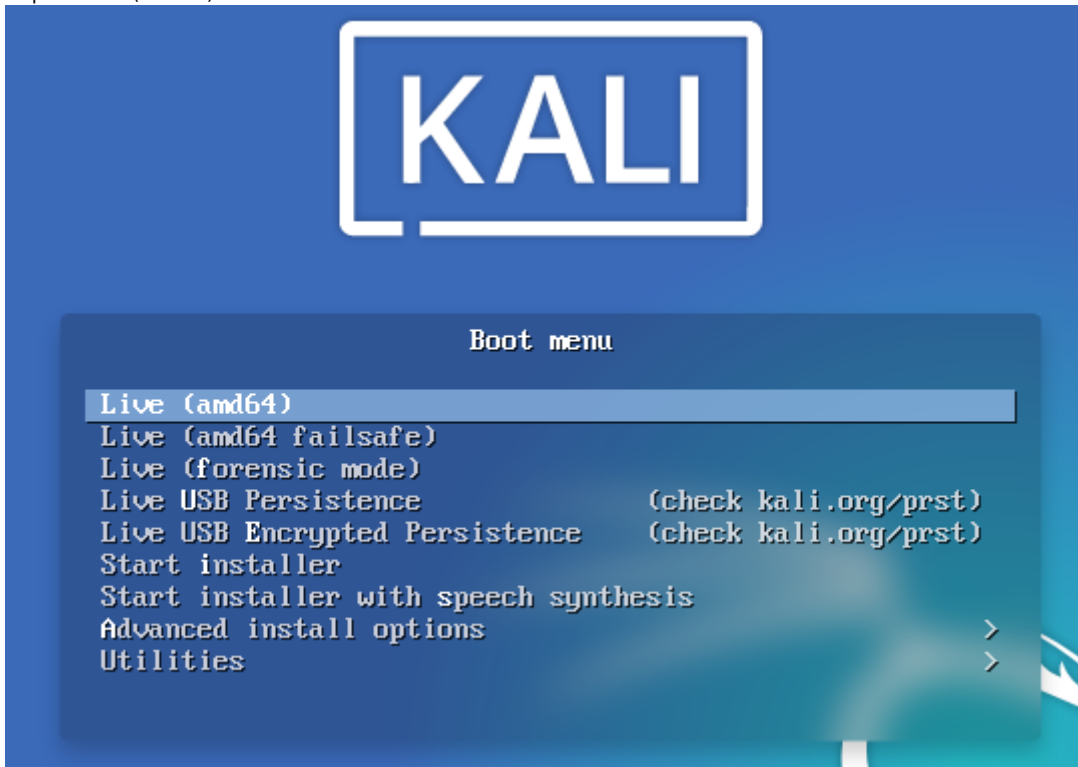 KALI
Boot menu
Live (amd64)
Live (amd64 failsafe)
Live (forensic mode)
Live USB Persistence (check kali.org/prst)
Live USB Encrypted Persistence (check kali.org/prst)
Start installer
Start installer with speech synthesis
Advanced install options >
Utilities >